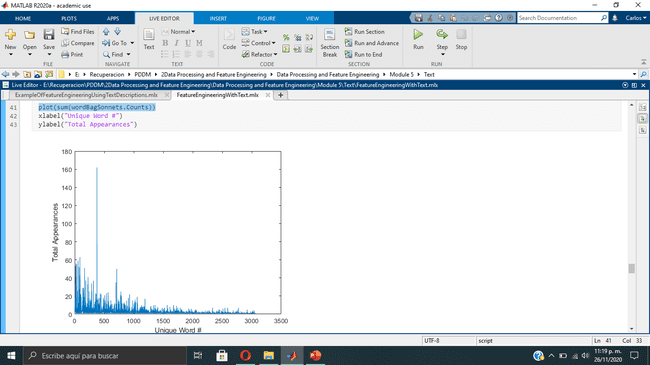 MATLAB R2020a - academic use
HOME PLOTS APPS LIVE EDITOR INSERT FIGURE VIEW
Search Documentation
Carlos
New Open Save
Find Files
Compare
Print
Go To
Find
Text
Normal
B I U M
Code
Task
Control
Refactor
Section
Break
Run Section
Run and Advance
Run to End
Run Step Stop
FILE NAVIGATE TEXT CODE SECTION RUN
E: Recuperacion PDDM 2Data Processing and Feature Engineering Data Processing and Feature Engineering Module 5 Text
Live Editor - E:\Recuperacion\PDDM\2Data Processing and Feature Engineering\Data Processing and Feature Engineering\Module 5\Text\FeatureEngineeringWithText.mlx
ExampleOfFeatureEngineeringUsingTextDescriptions.mlx FeatureEngineeringWithText.mlx
41 plot(sum(wordBagSonnets.Counts))
42 xlabel("Unique Word #")
43 ylabel("Total Appearances")
180
160
140
120
100
80
60
40
20
0
Total Appearances
0 500 1000 1500 2000 2500 3000 3500
Unique Word #
UTF-8 script Ln 41 Col 33
Escribe aquí para buscar
11:19 p. m.
26/11/2020